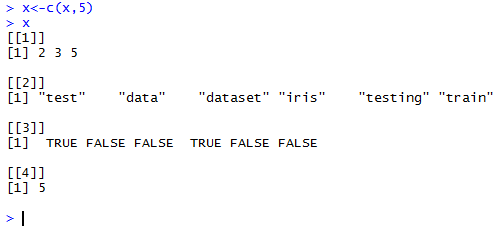 > x<-c(x,5)
> x
[[1]]
[1] 2 3 5
[[2]]
[1] "test"    "data"    "dataset" "iris"    "testing" "train"
[[3]]
[1]  TRUE FALSE FALSE  TRUE FALSE FALSE
[[4]]
[1] 5
>